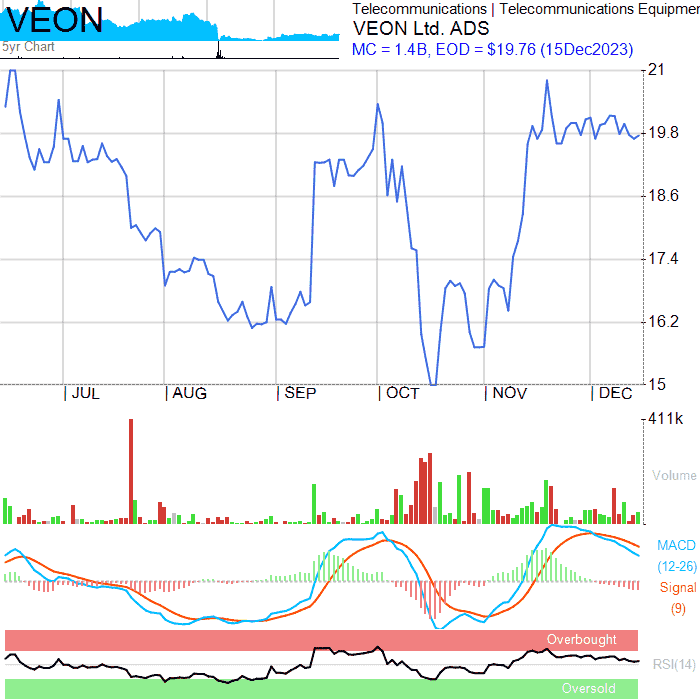 VEON
5yr Chart
Telecommunications | Telecommunications Equipmen
VEON Ltd. ADS
MC = 1.4B, EOD = $19.76 (15Dec2023)
21
19.8
18.6
17.4
16.2
15
JUL AUG SEP OCT NOV DEC
411k
Volume
MACD
(12-26)
Signal
(9)
Overbought
RSI(14)
Oversold